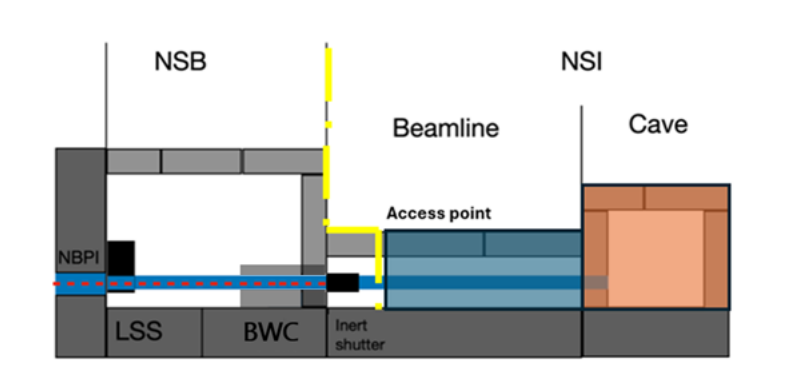 NSB
NSI
Beamline
Cave
Access point
NBPI
LSS
BWC
Inert
shutter